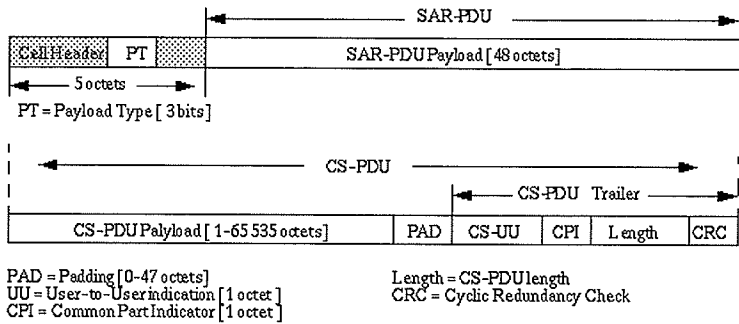 SAR-PDU
Cell Header PT SAR-PDU Payload [ 48 octets]
5 octets
PT = Payload Type [ 3 bits]
CS-PDU
CS-PDU Trailer
CS-PDU Palyload [ 1-65 535 octets] PAD CS-UU CPI Length CRC
PAD = Padding [0-47 octets]
UU = User-to-User indication [ 1 octet ]
CPI = Common Part Indicator [ 1 octet]
Length = CS-PDU length
CRC = Cyclic Redundancy Check